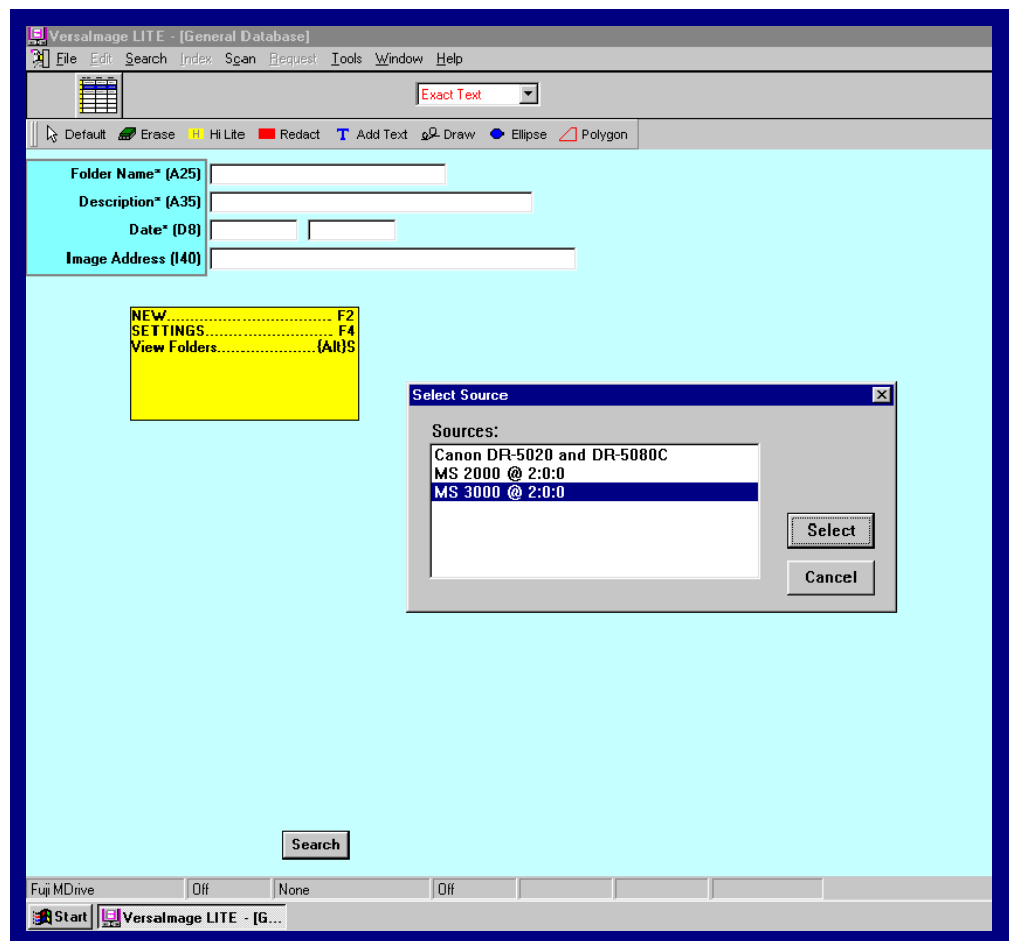 VersaImage LITE - [General Database]
File Edit Search Index Scan Request Tools Window Help
Exact Text
Default Erase H Hi Lite Redact T Add Text Draw Ellipse Polygon
Folder Name* (A25)
Description* (A35)
Date* (D8)
Image Address (I40)
NEW.............................. F2
SETTINGS....................... F4
View Folders...................{Alt}S
Select Source
Sources:
Canon DR-5020 and DR-5080C
MS 2000 @ 2:0:0
MS 3000 @ 2:0:0
Select
Cancel
Search
Fuji MDrive Off None Off
Start VersaImage LITE - [G...